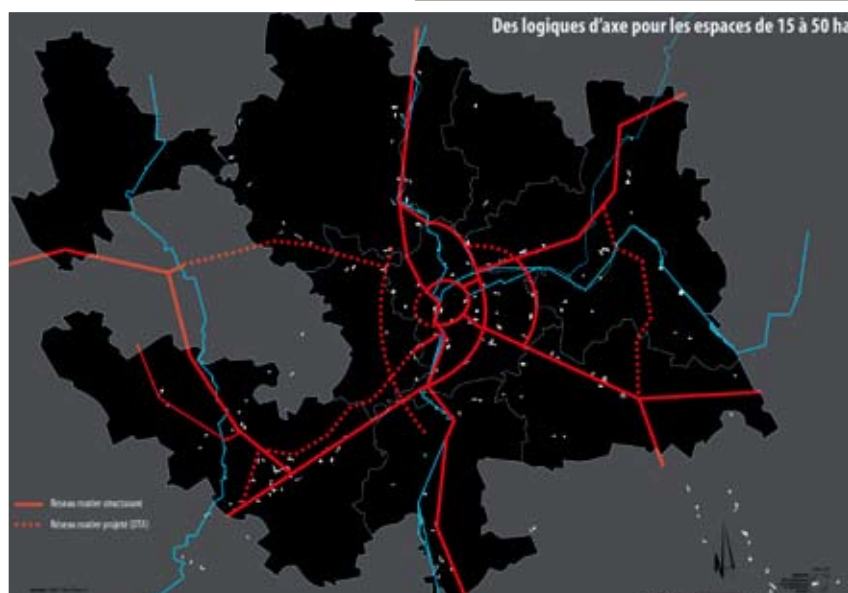 Des logiques d'axe pour les espaces de 15 à 50 ha
Réseau routier structurant
Réseau routier projeté (DTA)